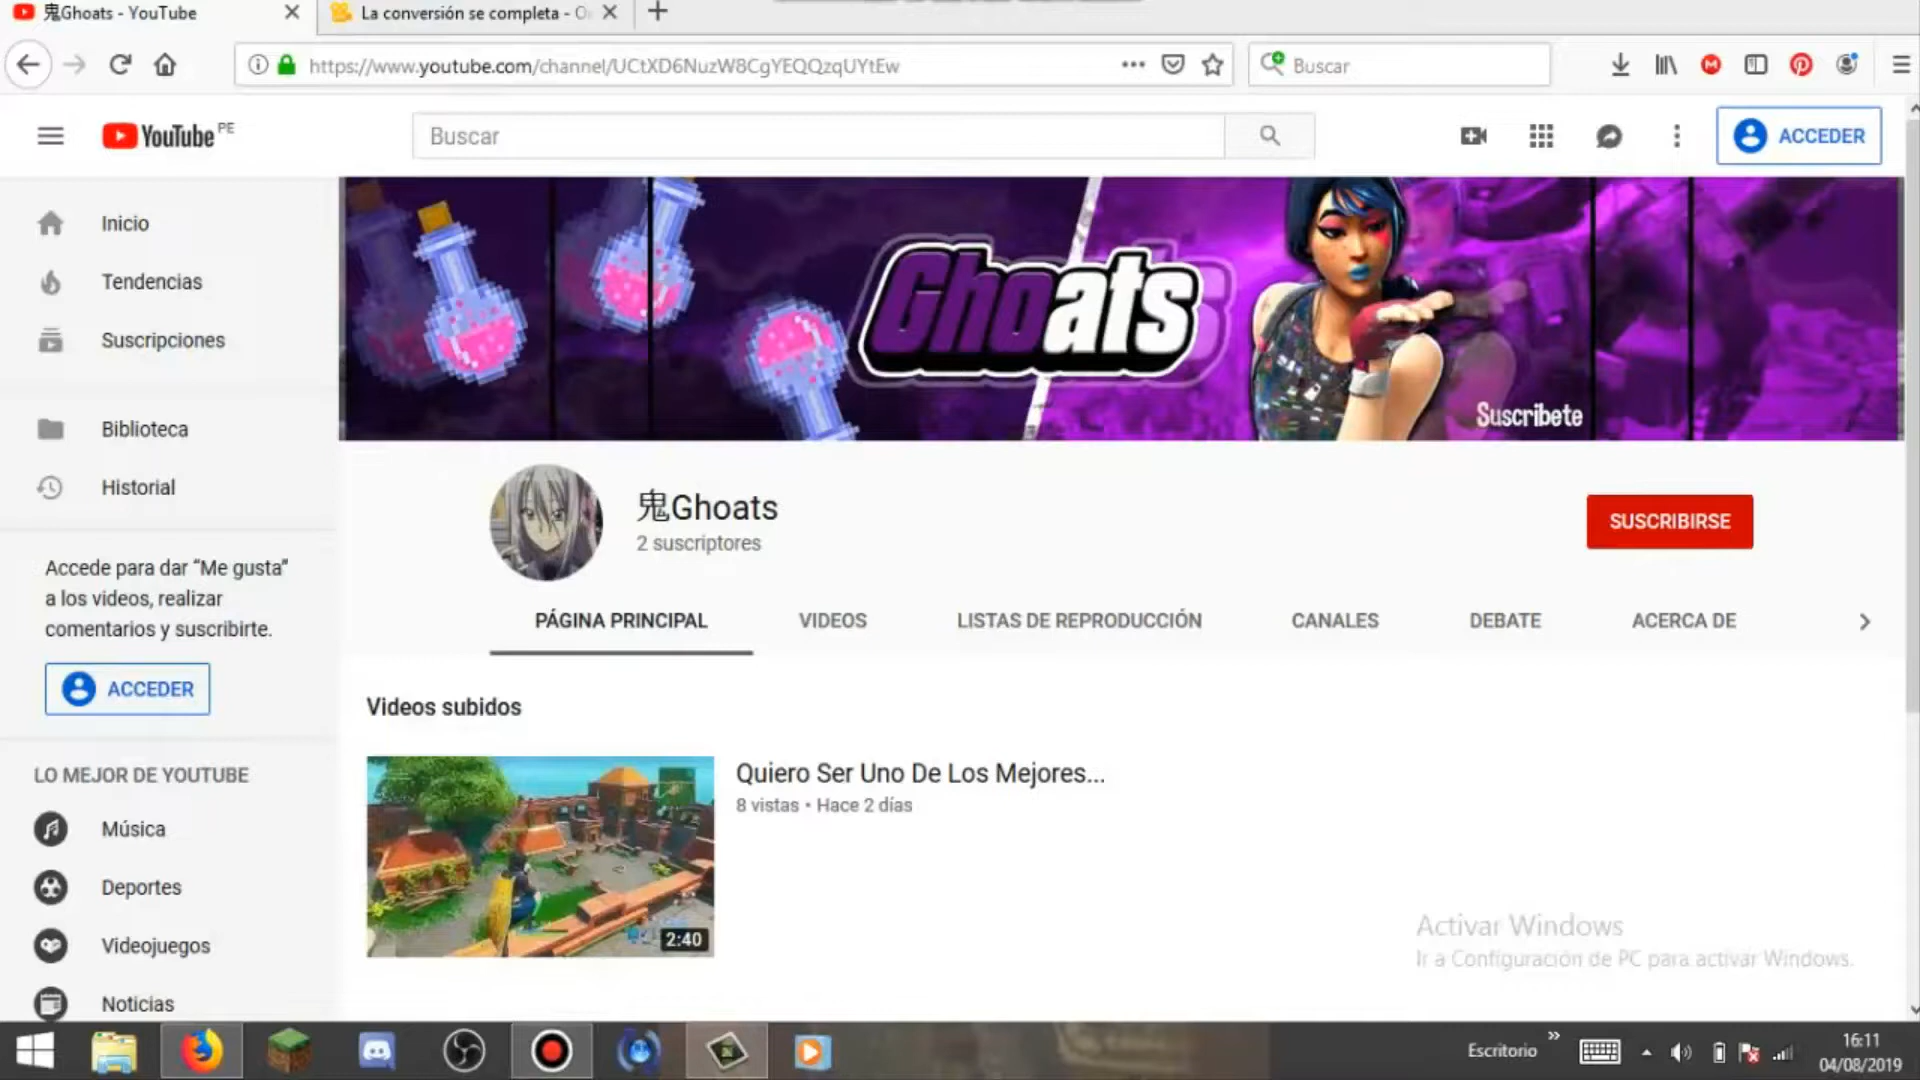 鬼Ghoats - YouTube
La conversión se completa - O
https://www.youtube.com/channel/UCtXD6NuzW8CgYEQQzqUYtEw
Buscar
YouTube PE
Buscar
ACCEDER
Inicio
Tendencias
Suscripciones
Biblioteca
Historial
Accede para dar “Me gusta”
a los videos, realizar
comentarios y suscribirte.
ACCEDER
LO MEJOR DE YOUTUBE
Música
Deportes
Videojuegos
Noticias
Ghoats
Suscribete
鬼Ghoats
2 suscriptores
SUSCRIBIRSE
PÁGINA PRINCIPAL
VIDEOS
LISTAS DE REPRODUCCIÓN
CANALES
DEBATE
ACERCA DE
Videos subidos
2:40
Quiero Ser Uno De Los Mejores...
8 vistas • Hace 2 días
Activar Windows
Ir a Configuración de PC para activar Windows.
Escritorio
16:11
04/08/2019